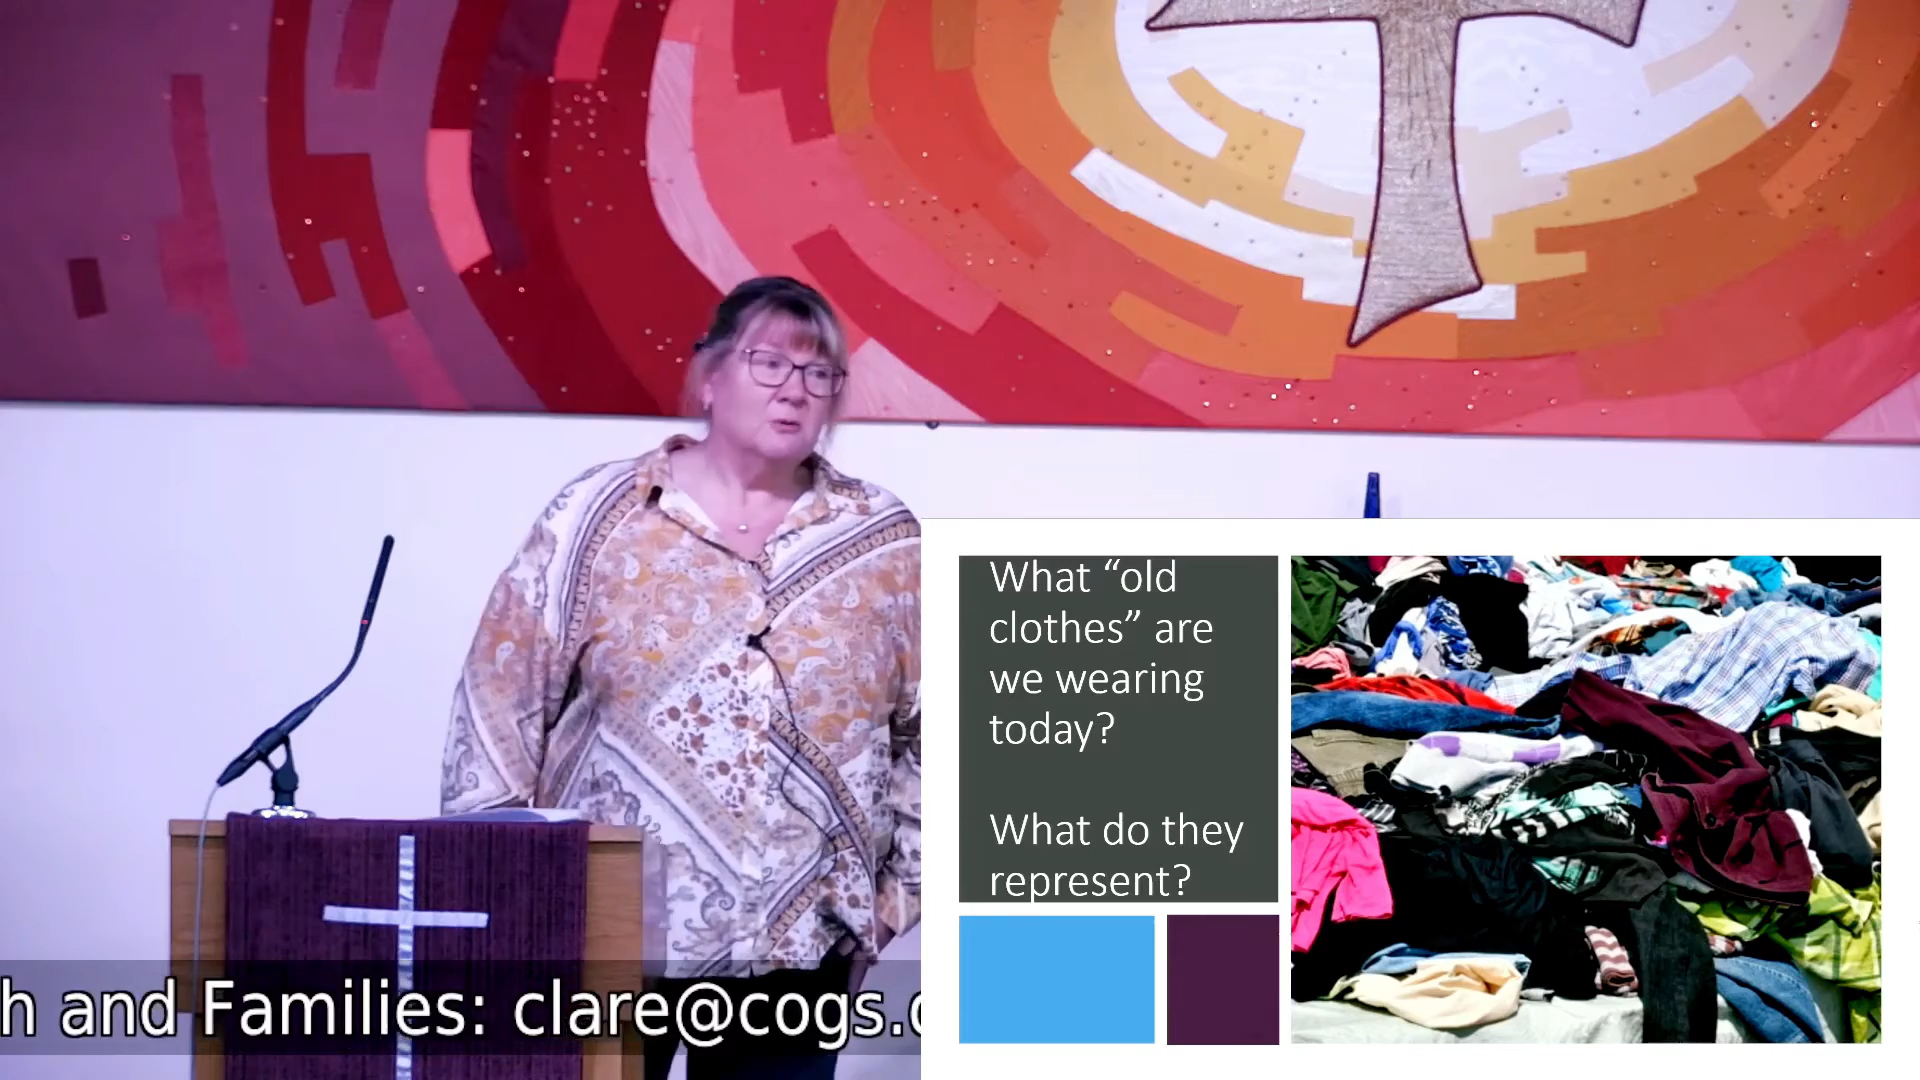 What “old
clothes” are
we wearing
today?
What do they
represent?
h and Families: clare@cogs.